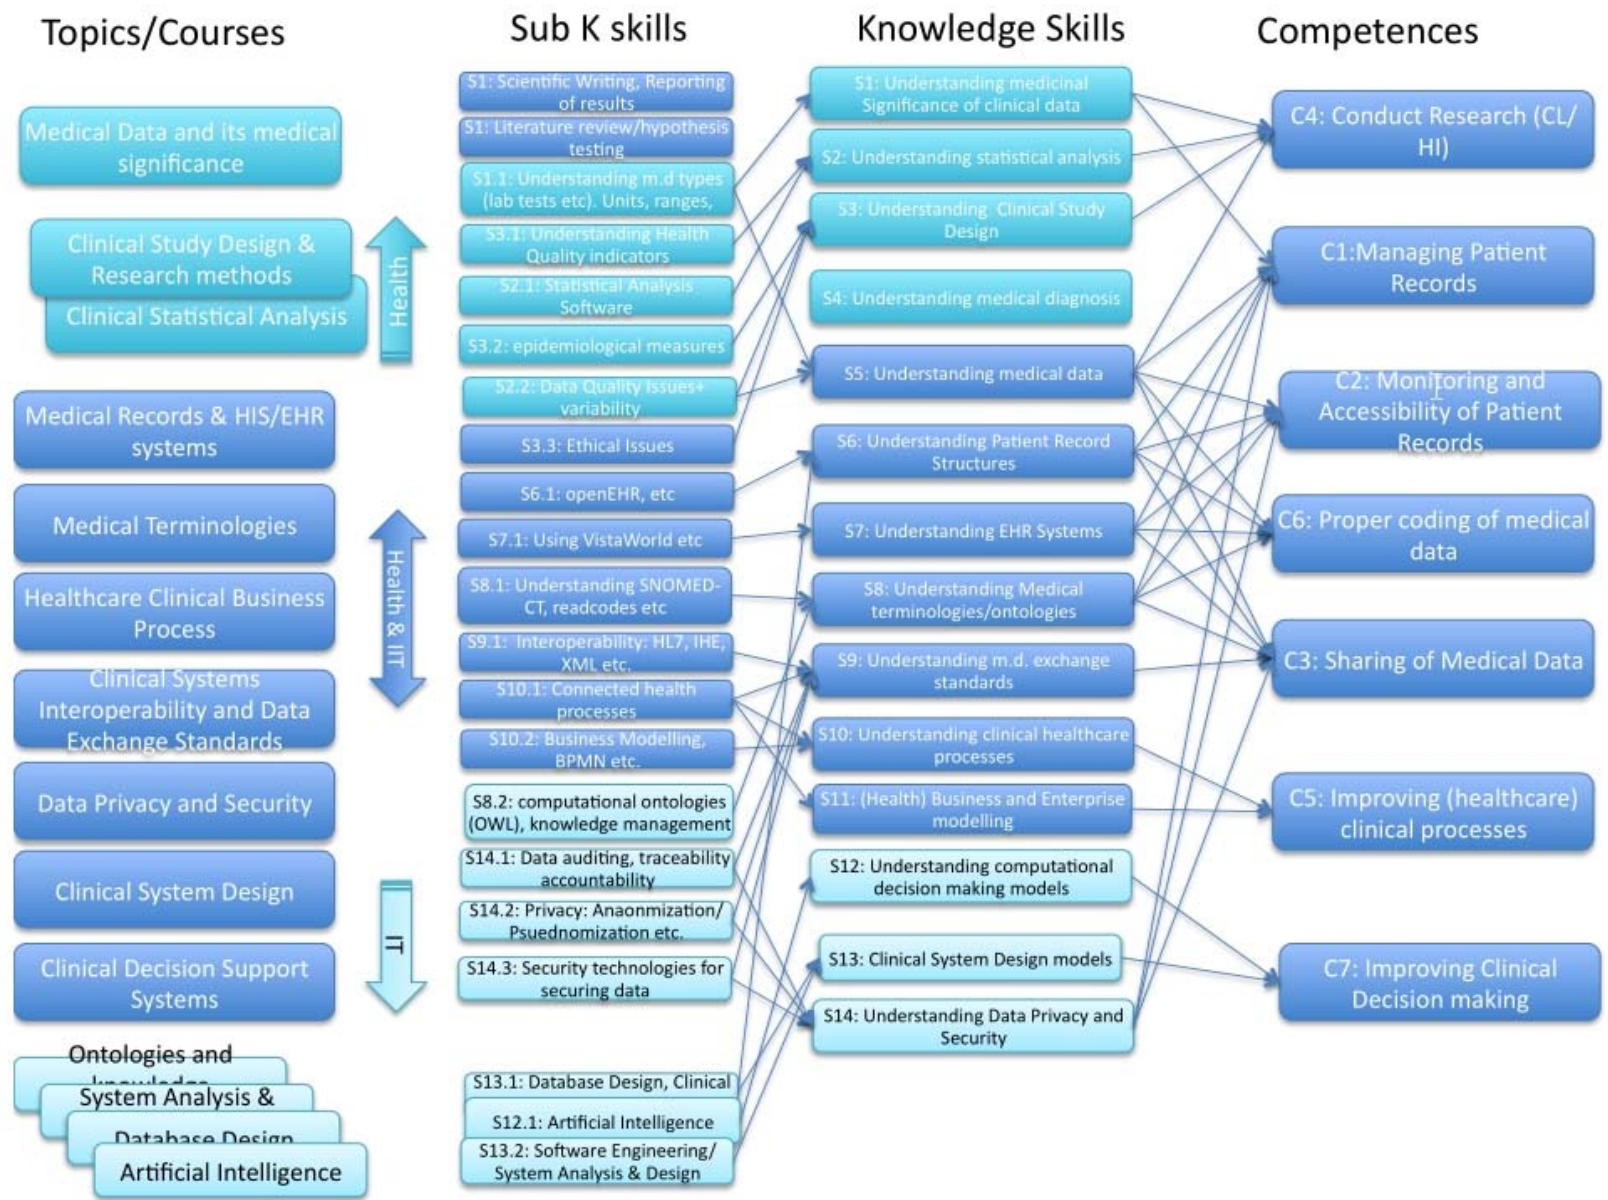 Topics/Courses
Medical Data and its medical
significance
Clinical Study Design &
Research methods
Clinical Statistical Analysis
Health
Medical Records & HIS/EHR
systems
Medical Terminologies
Healthcare Clinical Business
Process
Health & IIT
Clinical Systems
Interoperability and Data
Exchange Standards
Data Privacy and Security
Clinical System Design
IT
Clinical Decision Support
Systems
Ontologies and
knowledge
System Analysis &
Database Design
Artificial Intelligence
Sub K skills
S1: Scientific Writing, Reporting
of results
S1: Literature review/hypothesis
testing
S1.1: Understanding m.d types
(lab tests etc). Units, ranges,
S3.1: Understanding Health
Quality indicators
S2.1: Statistical Analysis
Software
S3.2: epidemiological measures
S2.2: Data Quality Issues+
variability
S3.3: Ethical Issues
S6.1: openEHR, etc
S7.1: Using VistaWorld etc
S8.1: Understanding SNOMED-
CT, readcodes etc
S9.1: Interoperability: HL7, IHE,
XML etc.
S10.1: Connected health
processes
S10.2: Business Modelling,
BPMN etc.
S8.2: computational ontologies
(OWL), knowledge management
S14.1: Data auditing, traceability
accountability
S14.2: Privacy: Anaonmization/
Psuednomization etc.
S14.3: Security technologies for
securing data
S13.1: Database Design, Clinical
S12.1: Artificial Intelligence
S13.2: Software Engineering/
System Analysis & Design
Knowledge Skills
S1: Understanding medicinal
Significance of clinical data
S2: Understanding statistical analysis
S3: Understanding Clinical Study
Design
S4: Understanding medical diagnosis
S5: Understanding medical data
S6: Understanding Patient Record
Structures
S7: Understanding EHR Systems
S8: Understanding Medical
terminologies/ontologies
S9: Understanding m.d. exchange
standards
S10: Understanding clinical healthcare
processes
S11: (Health) Business and Enterprise
modelling
S12: Understanding computational
decision making models
S13: Clinical System Design models
S14: Understanding Data Privacy and
Security
Competences
C4: Conduct Research (CL/
HI)
C1:Managing Patient
Records
C2: Monitoring and
Accessibility of Patient
Records
C6: Proper coding of medical
data
C3: Sharing of Medical Data
C5: Improving (healthcare)
clinical processes
C7: Improving Clinical
Decision making